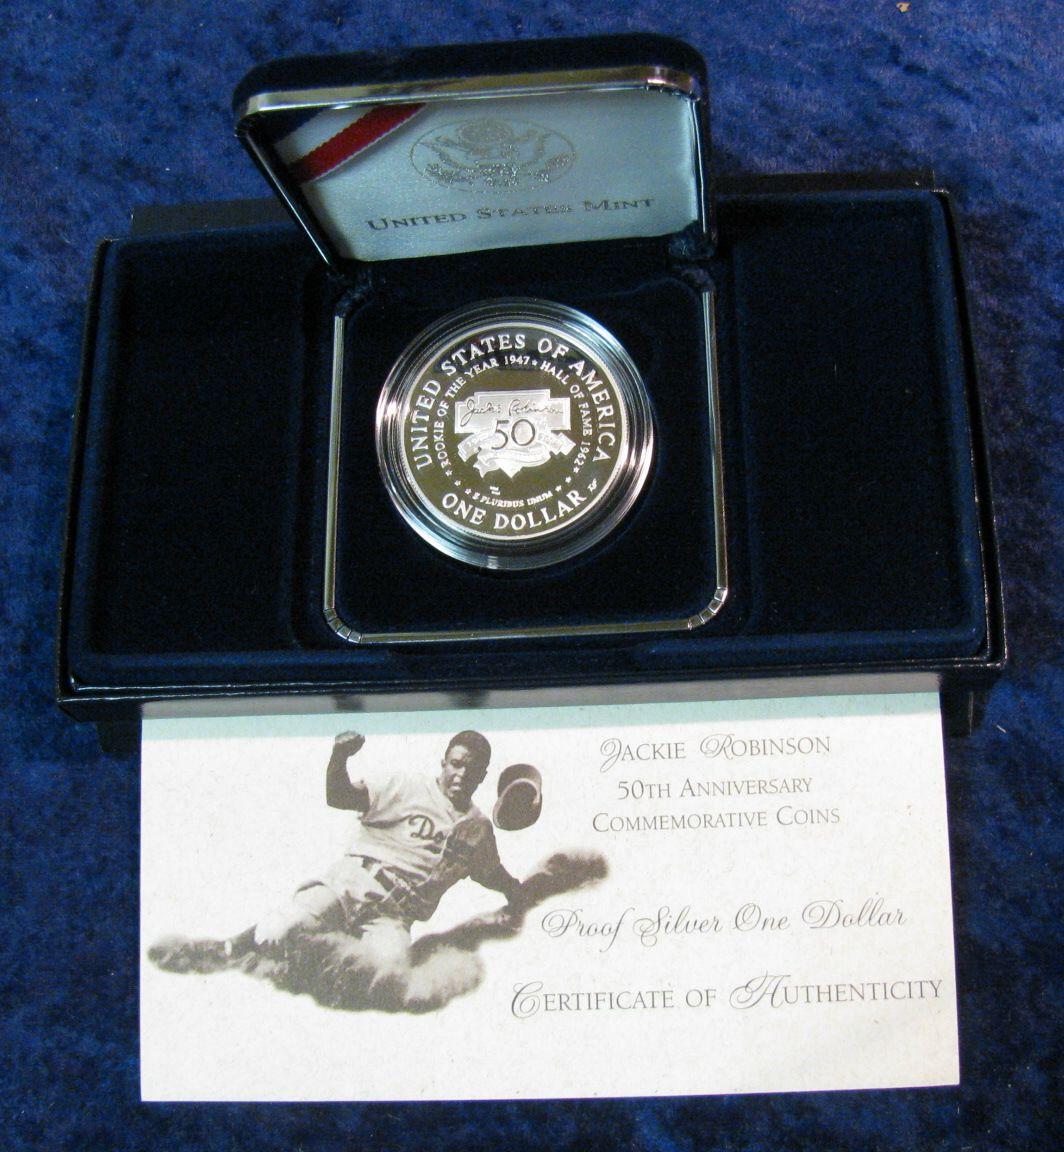 UNITED STATES MINT
UNITED STATES OF AMERICA
ROOKIE OF THE YEAR 1947 ★ HALL OF FAME 1962
Jackie Robinson
50
E PLURIBUS UNUM
ONE DOLLAR
Do
JACKIE ROBINSON
50TH ANNIVERSARY
COMMEMORATIVE COINS
Proof Silver One Dollar
CERTIFICATE OF AUTHENTICITY